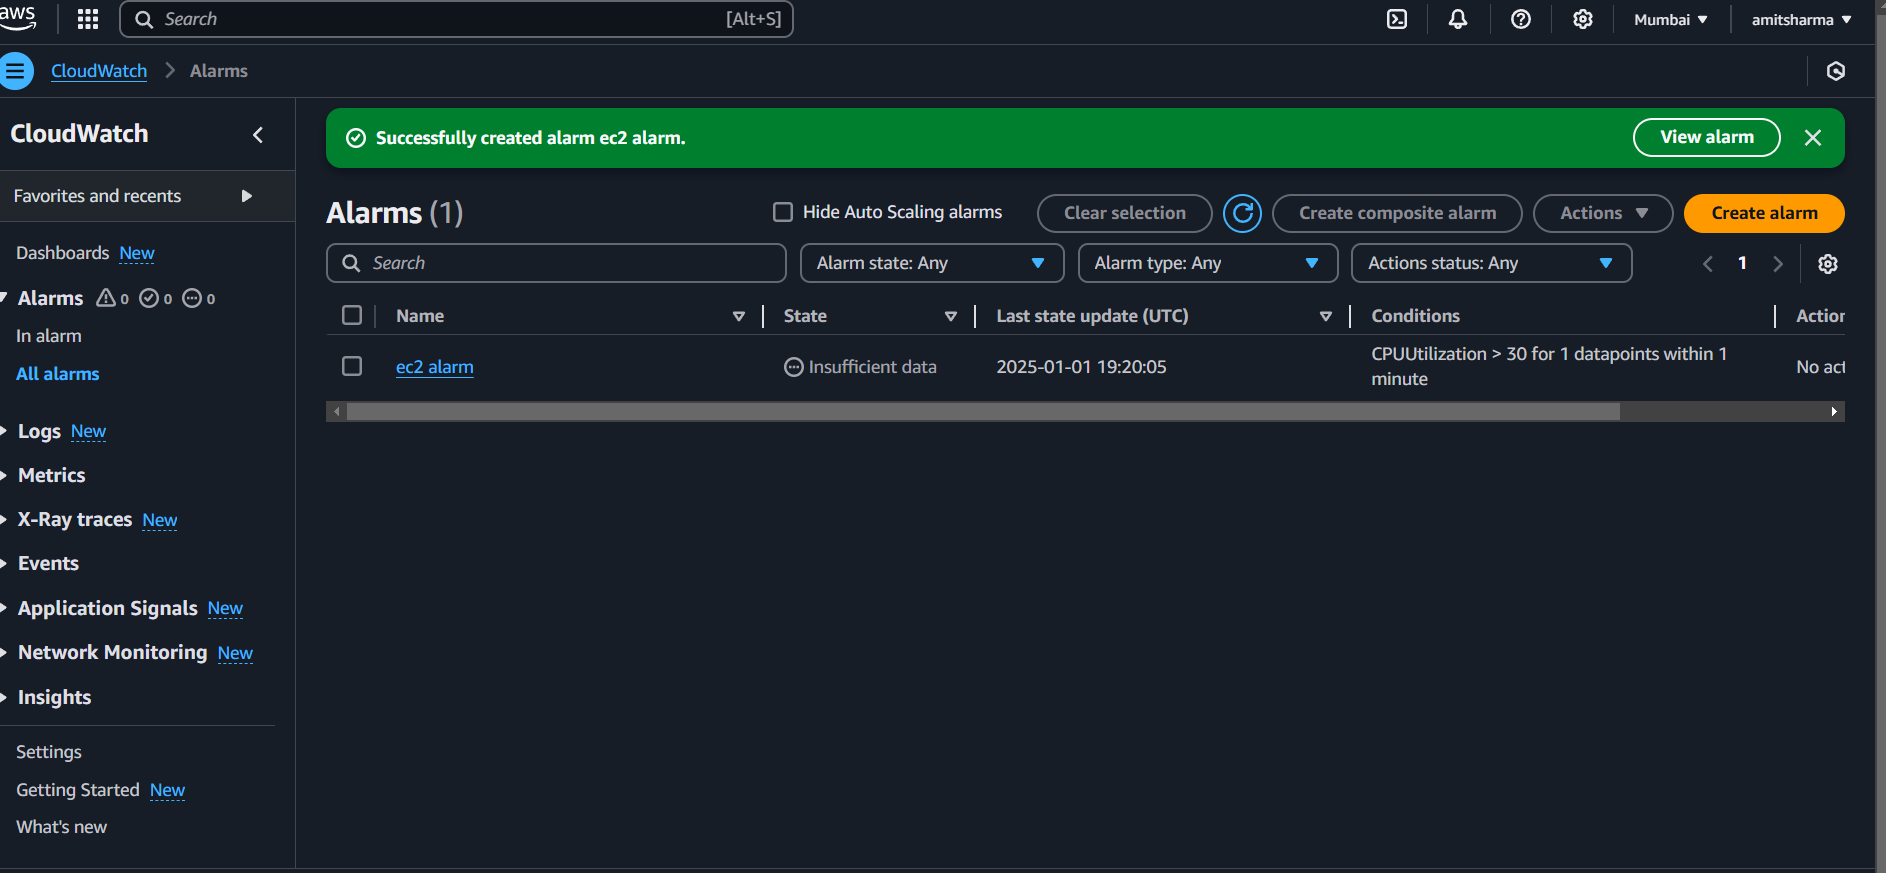 aws
Search [Alt+S]
Mumbai ▼
amitsharma ▼
CloudWatch > Alarms
CloudWatch
Favorites and recents
Dashboards New
Alarms 0 0 0
In alarm
All alarms
Logs New
Metrics
X-Ray traces New
Events
Application Signals New
Network Monitoring New
Insights
Settings
Getting Started New
What's new
Successfully created alarm ec2 alarm.
View alarm
Alarms (1)
Hide Auto Scaling alarms
Clear selection
Create composite alarm
Actions ▼
Create alarm
Search
Alarm state: Any
Alarm type: Any
Actions status: Any
1
Name
State
Last state update (UTC)
Conditions
Action
ec2 alarm
Insufficient data
2025-01-01 19:20:05
CPUUtilization > 30 for 1 datapoints within 1
minute
No act